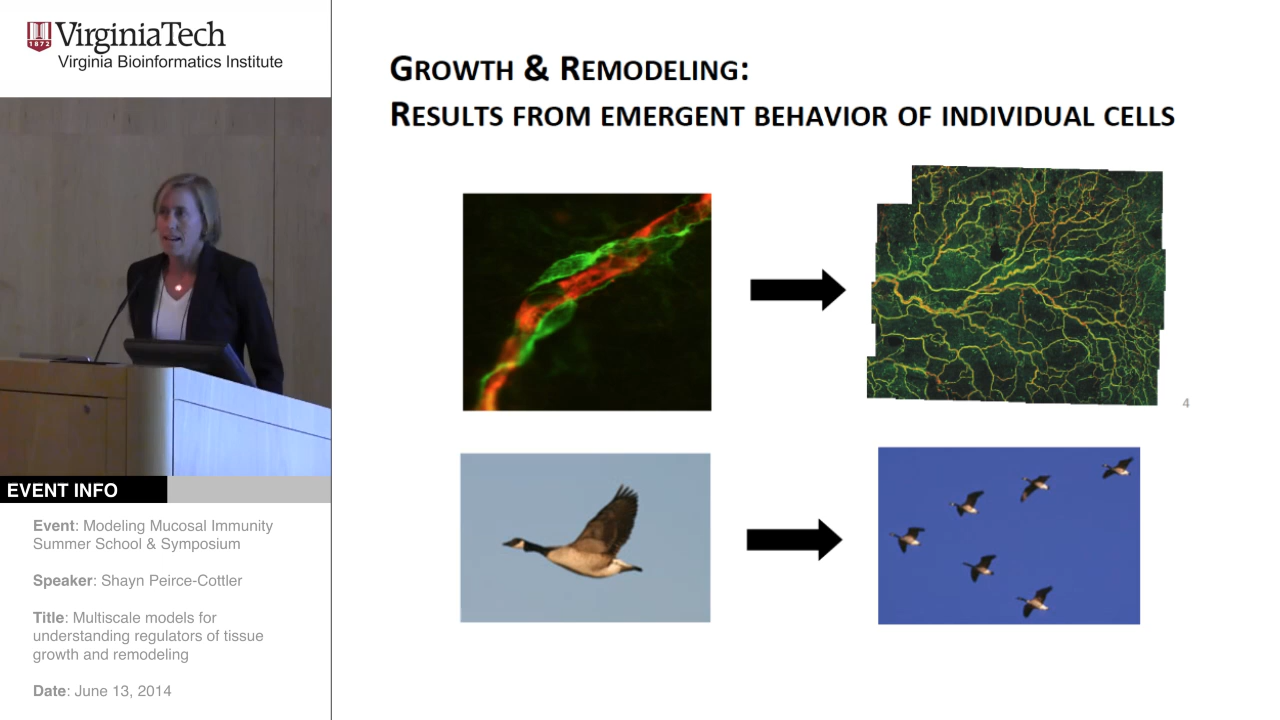 VirginiaTech
1872
Virginia Bioinformatics Institute
GROWTH & REMODELING:
RESULTS FROM EMERGENT BEHAVIOR OF INDIVIDUAL CELLS
4
EVENT INFO
Event: Modeling Mucosal Immunity
Summer School & Symposium
Speaker: Shayn Peirce-Cottler
Title: Multiscale models for
understanding regulators of tissue
growth and remodeling
Date: June 13, 2014